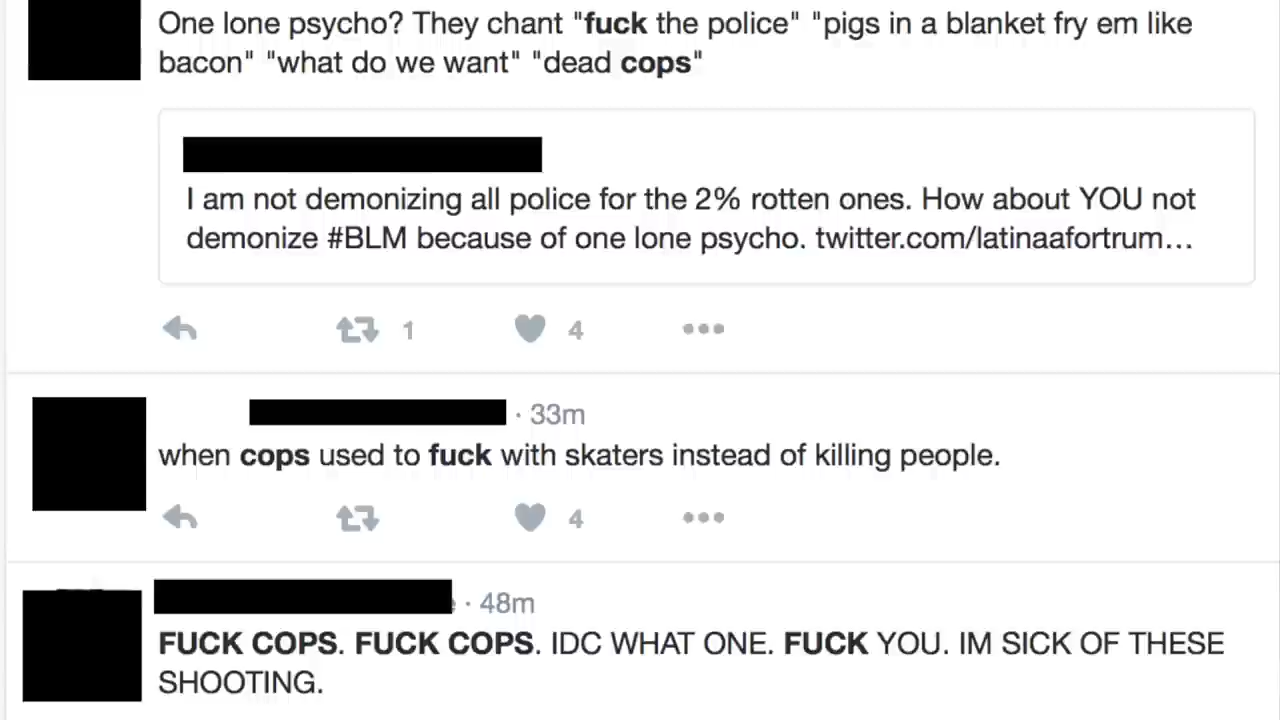 One lone psycho? They chant "fuck the police" "pigs in a blanket fry em like
bacon" "what do we want" "dead cops"
I am not demonizing all police for the 2% rotten ones. How about YOU not
demonize #BLM because of one lone psycho. twitter.com/latinaafortrum...
1 4
· 33m
when cops used to fuck with skaters instead of killing people.
4
· 48m
FUCK COPS. FUCK COPS. IDC WHAT ONE. FUCK YOU. IM SICK OF THESE
SHOOTING.